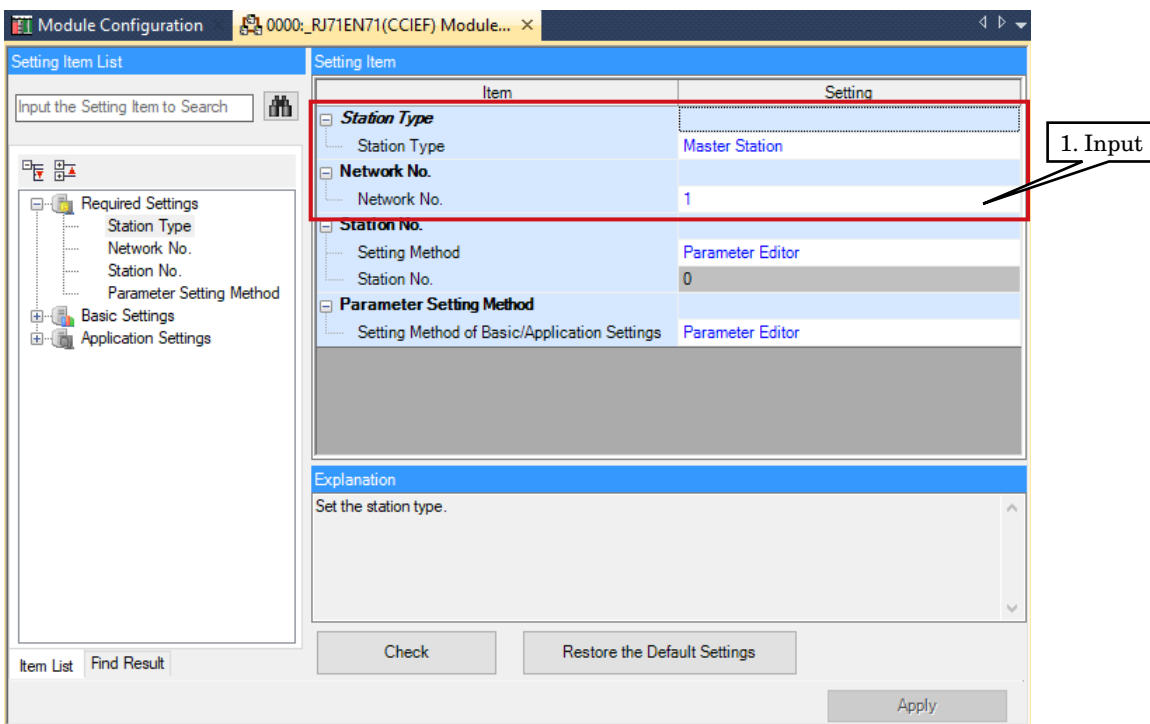 Module Configuration
0000:_RJ71EN71(CCIEF) Module...
Setting Item List
Input the Setting Item to Search
Required Settings
Station Type
Network No.
Station No.
Parameter Setting Method
Basic Settings
Application Settings
Item List
Find Result
Setting Item
Item
Setting
Station Type
Station Type
Master Station
Network No.
Network No.
1
Station No.
Setting Method
Parameter Editor
Station No.
0
Parameter Setting Method
Setting Method of Basic/Application Settings
Parameter Editor
Explanation
Set the station type.
Check
Restore the Default Settings
Apply
1. Input